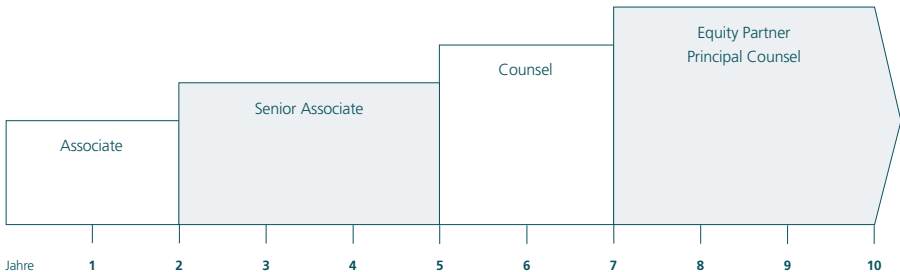 Equity Partner
Principal Counsel
Counsel
Senior Associate
Associate
Jahre 1 2 3 4 5 6 7 8 9 10